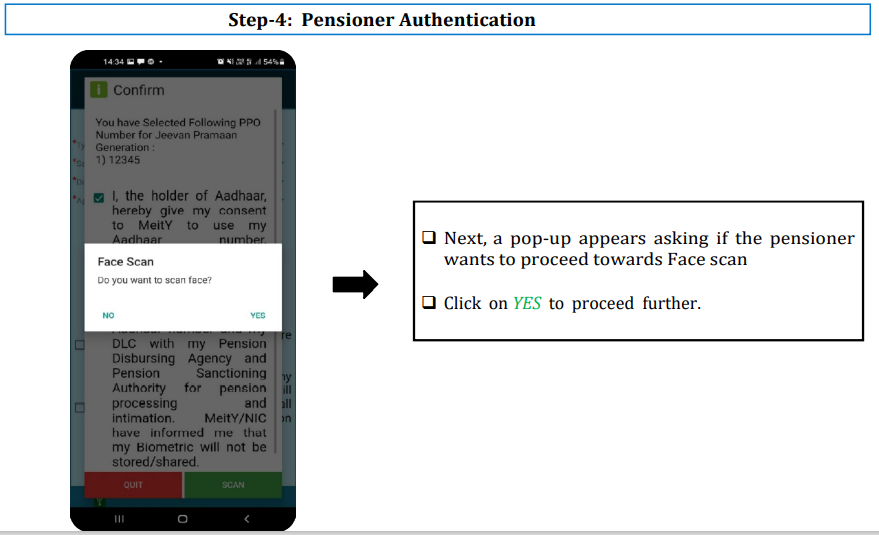 Step-4: Pensioner Authentication
14:34
54%
Confirm
You have Selected Following PPO
Number for Jeevan Pramaan
Generation :
1) 12345
I, the holder of Aadhaar,
hereby give my consent
to MeitY to use my
Aadhaar number,
Face Scan
Do you want to scan face?
NO
YES
DLC with my Pension
Disbursing Agency and
Pension Sanctioning
Authority for pension
processing and
intimation. MeitY/NIC
have informed me that
my Biometric will not be
stored/shared.
QUIT
SCAN
Next, a pop-up appears asking if the pensioner
wants to proceed towards Face scan
Click on YES to proceed further.